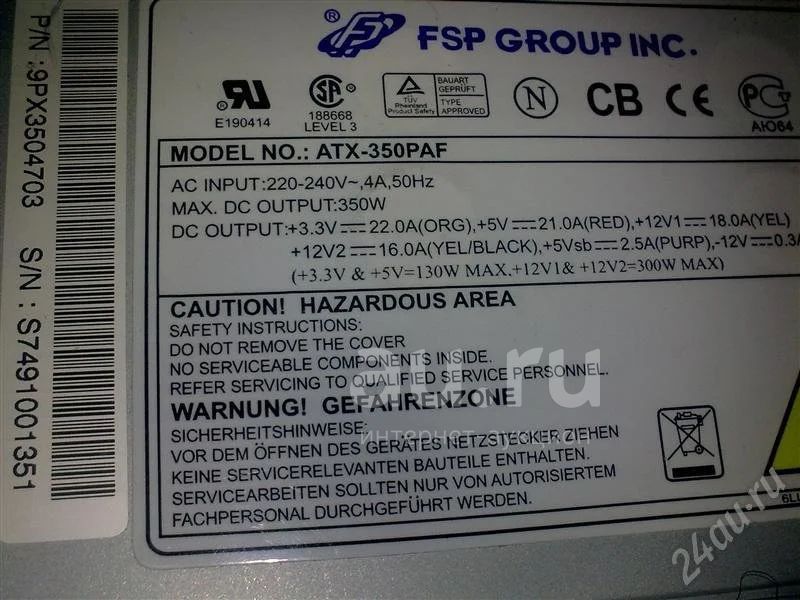 P/N :9PX3504703 S/N : S7491001351
FSP GROUP INC.
E190414
188668
LEVEL 3
TÜV
Rheinland
Product Safety
BAUART
GEPRÜFT
TYPE
APPROVED
N
CB
CE
АЮ64
MODEL NO.: ATX-350PAF
AC INPUT:220-240V~,4A,50Hz
MAX. DC OUTPUT:350W
DC OUTPUT:+3.3V⎓22.0A(ORG),+5V⎓21.0A(RED),+12V1⎓18.0A(YEL)
+12V2⎓16.0A(YEL/BLACK),+5Vsb⎓2.5A(PURP),-12V⎓0.3A
(+3.3V & +5V=130W MAX,+12V1& +12V2=300W MAX)
CAUTION! HAZARDOUS AREA
SAFETY INSTRUCTIONS:
DO NOT REMOVE THE COVER
NO SERVICEABLE COMPONENTS INSIDE.
REFER SERVICING TO QUALIFIED SERVICE PERSONNEL.
WARNUNG! GEFAHRENZONE
SICHERHEITSHINWEISE:
VOR DEM ÖFFNEN DES GERÄTES NETZSTECKER ZIEHEN
KEINE SERVICERELEVANTEN BAUTEILE ENTHALTEN.
SERVICEARBEITEN SOLLTEN NUR VON AUTORISIERTEM
FACHPERSONAL DURCHGEFÜHRT WERDEN.
au.ru
интернет-аукцион
24au.ru